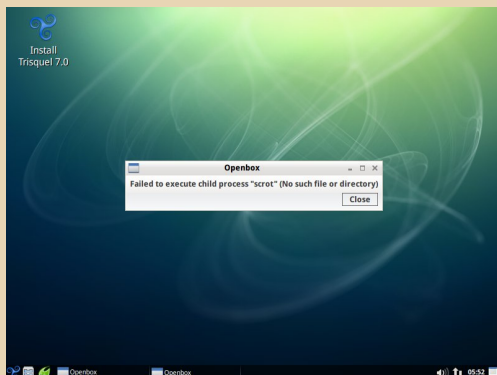 Install
Trisquel 7.0
Openbox
Failed to execute child process "scrot" (No such file or directory)
Close
Openbox
Openbox
05:52